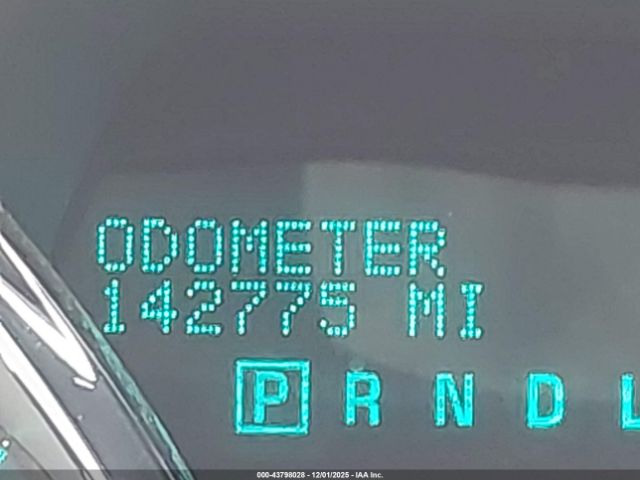 ODOMETER
142775 MI
P R N D L
000-43798028 - 12/01/2025 - IAA Inc.